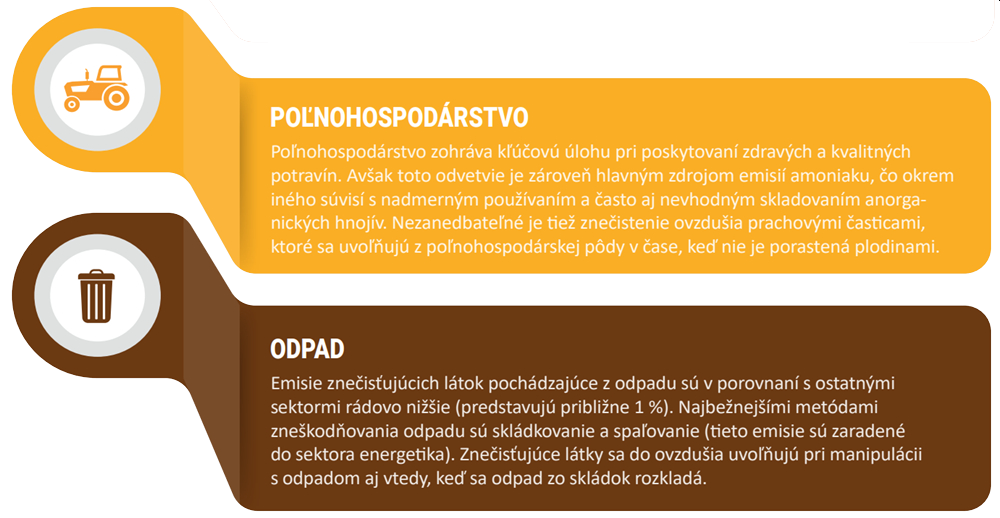 POĽNOHOSPODÁRSTVO
Poľnohospodárstvo zohráva kľúčovú úlohu pri poskytovaní zdravých a kvalitných
potravín. Avšak toto odvetvie je zároveň hlavným zdrojom emisií amoniaku, čo okrem
iného súvisí s nadmerným používaním a často aj nevhodným skladovaním anorga-
nických hnojív. Nezanedbateľné je tiež znečistenie ovzdušia prachovými časticami,
ktoré sa uvoľňujú z poľnohospodárskej pôdy v čase, keď nie je porastená plodinami.
ODPAD
Emisie znečisťujúcich látok pochádzajúce z odpadu sú v porovnaní s ostatnými
sektormi rádovo nižšie (predstavujú približne 1 %). Najbežnejšími metódami
zneškodňovania odpadu sú skládkovanie a spaľovanie (tieto emisie sú zaradené
do sektora energetika). Znečisťujúce látky sa do ovzdušia uvoľňujú pri manipulácii
s odpadom aj vtedy, keď sa odpad zo skládok rozkladá.